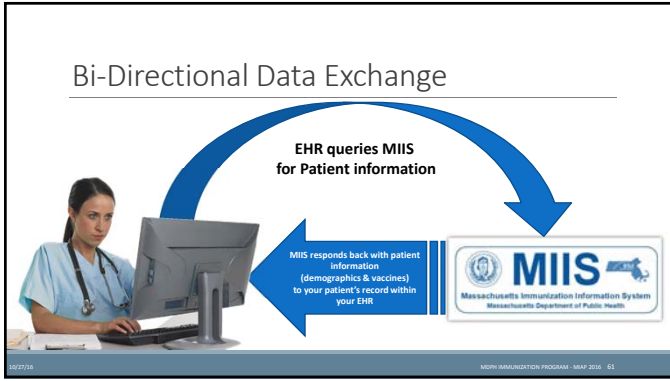 Bi-Directional Data Exchange
EHR queries MIIS
for Patient information
MIIS responds back with patient
information
(demographics & vaccines)
to your patient's record within
your EHR
MIIS
Massachusetts Immunization Information System
Massachusetts Department of Public Health
10/27/16
MDPH IMMUNIZATION PROGRAM - MIAP 2016 61